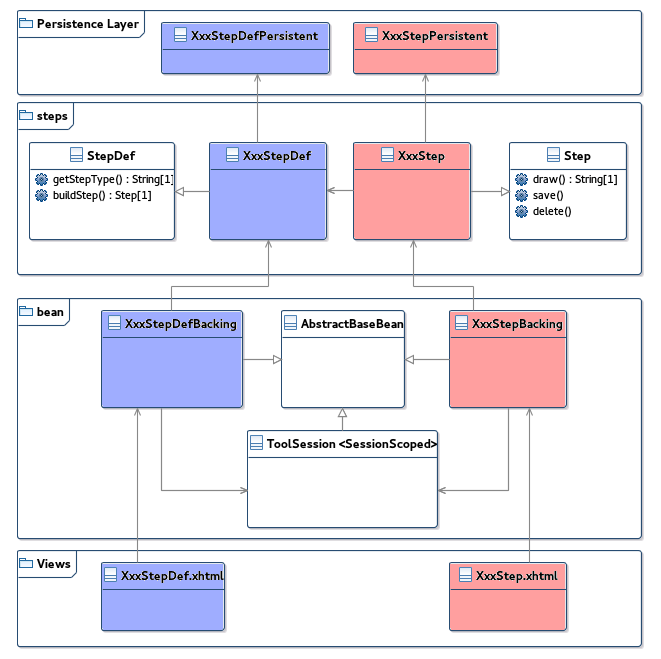 Persistence Layer
XxxStepDefPersistent
XxxStepPersistent
steps
StepDef
getStepType() : String[1]
buildStep() : Step[1]
XxxStepDef
XxxStep
Step
draw() : String[1]
save()
delete()
bean
XxxStepDefBacking
AbstractBaseBean
XxxStepBacking
ToolSession <SessionScoped>
Views
XxxStepDef.xhtml
XxxStep.xhtml